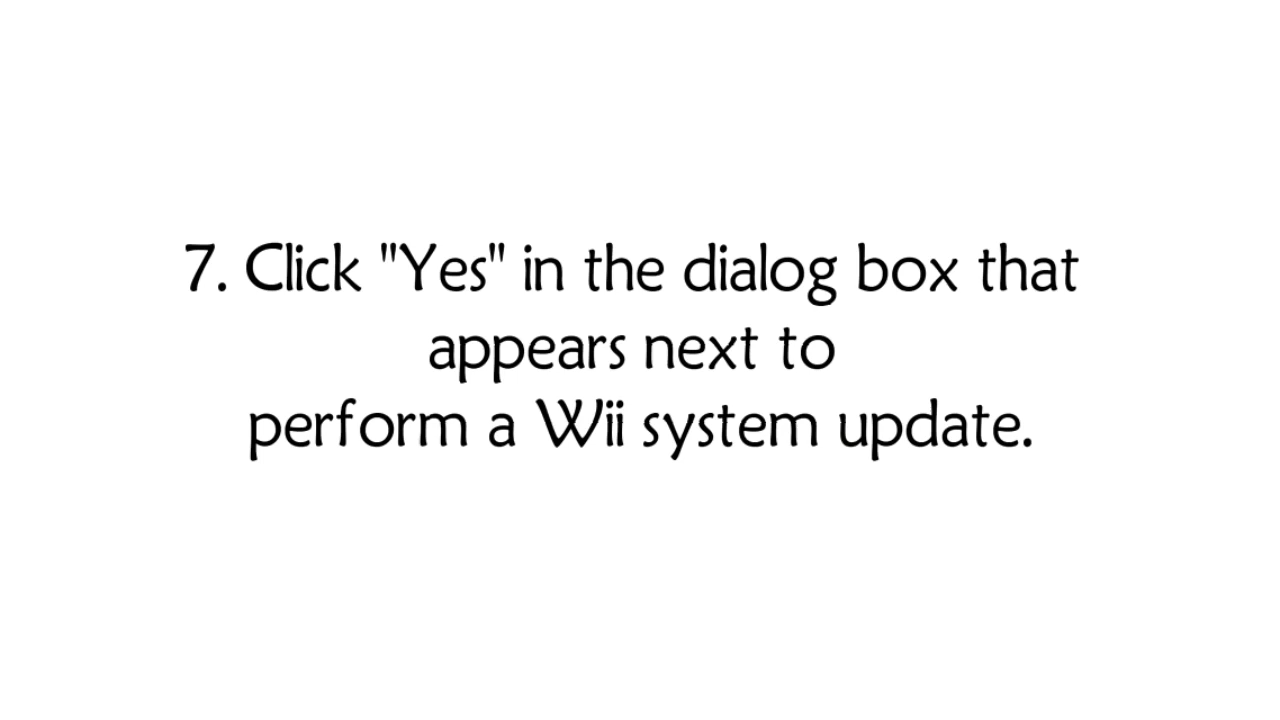 7. Click "Yes" in the dialog box that
appears next to
perform a Wii system update.